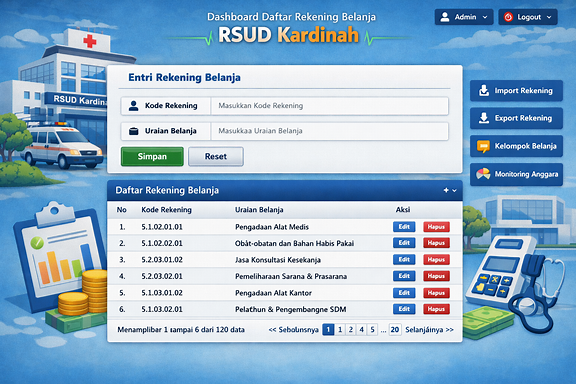 Dashboard Daftar Rekening Belanja
RSUD Kardinah
Admin
Logout
RSUD Kardina
Entri Rekening Belanja
Kode Rekening Masukkan Kode Rekening
Uraian Belanja Masukkaa Uraian Belanja
Simpan Reset
Import Rekening
Export Rekening
Kelompok Belanja
Monitoring Anggara
Daftar Rekening Belanja
No Kode Rekening Uraian Belanja Aksi
1. 5.1.02.01.01 Pengadaan Alat Medis Edit Hapus
2. 5.1.02.02.01 Obat-obatan dan Bahan Habis Pakai Edit Hapus
3. 5.2.03.01.02 Jasa Konsultasi Kesekanja Edit Hapus
4. 5.2.03.02.01 Pemeliharaan Sarana & Prasarana Edit Hapus
5. 5.1.03.01.02 Pengadaan Alat Kantor Edit Hapus
6. 5.1.03.02.01 Pelathun & Pengembangne SDM Edit Hapus
Menamplibar 1 sampai 6 dari 120 data << Sebolunsnya 1 1 2 4 5 ... 20 Selanjäinya >>